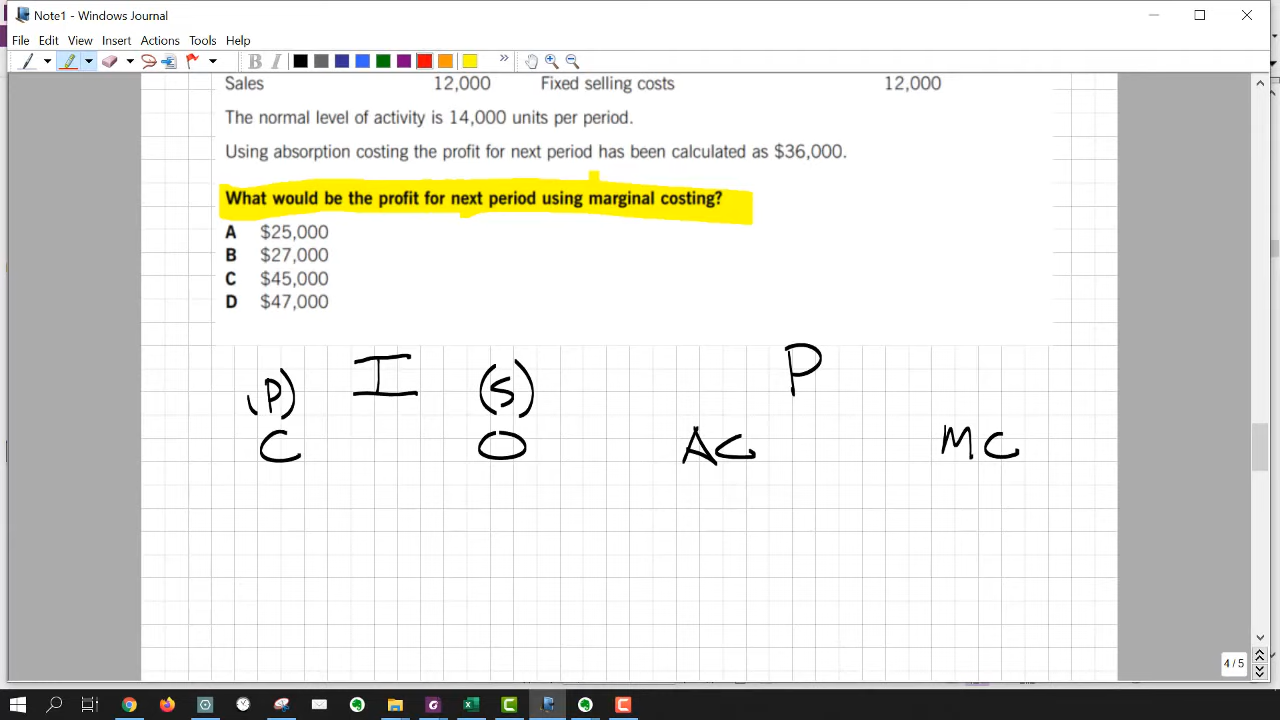 Note1 - Windows Journal
File Edit View Insert Actions Tools Help
B I
Sales 12,000 Fixed selling costs 12,000
The normal level of activity is 14,000 units per period.
Using absorption costing the profit for next period has been calculated as $36,000.
What would be the profit for next period using marginal costing?
A $25,000
B $27,000
C $45,000
D $47,000
(P) I (S) P
C O AC MC
4 / 5